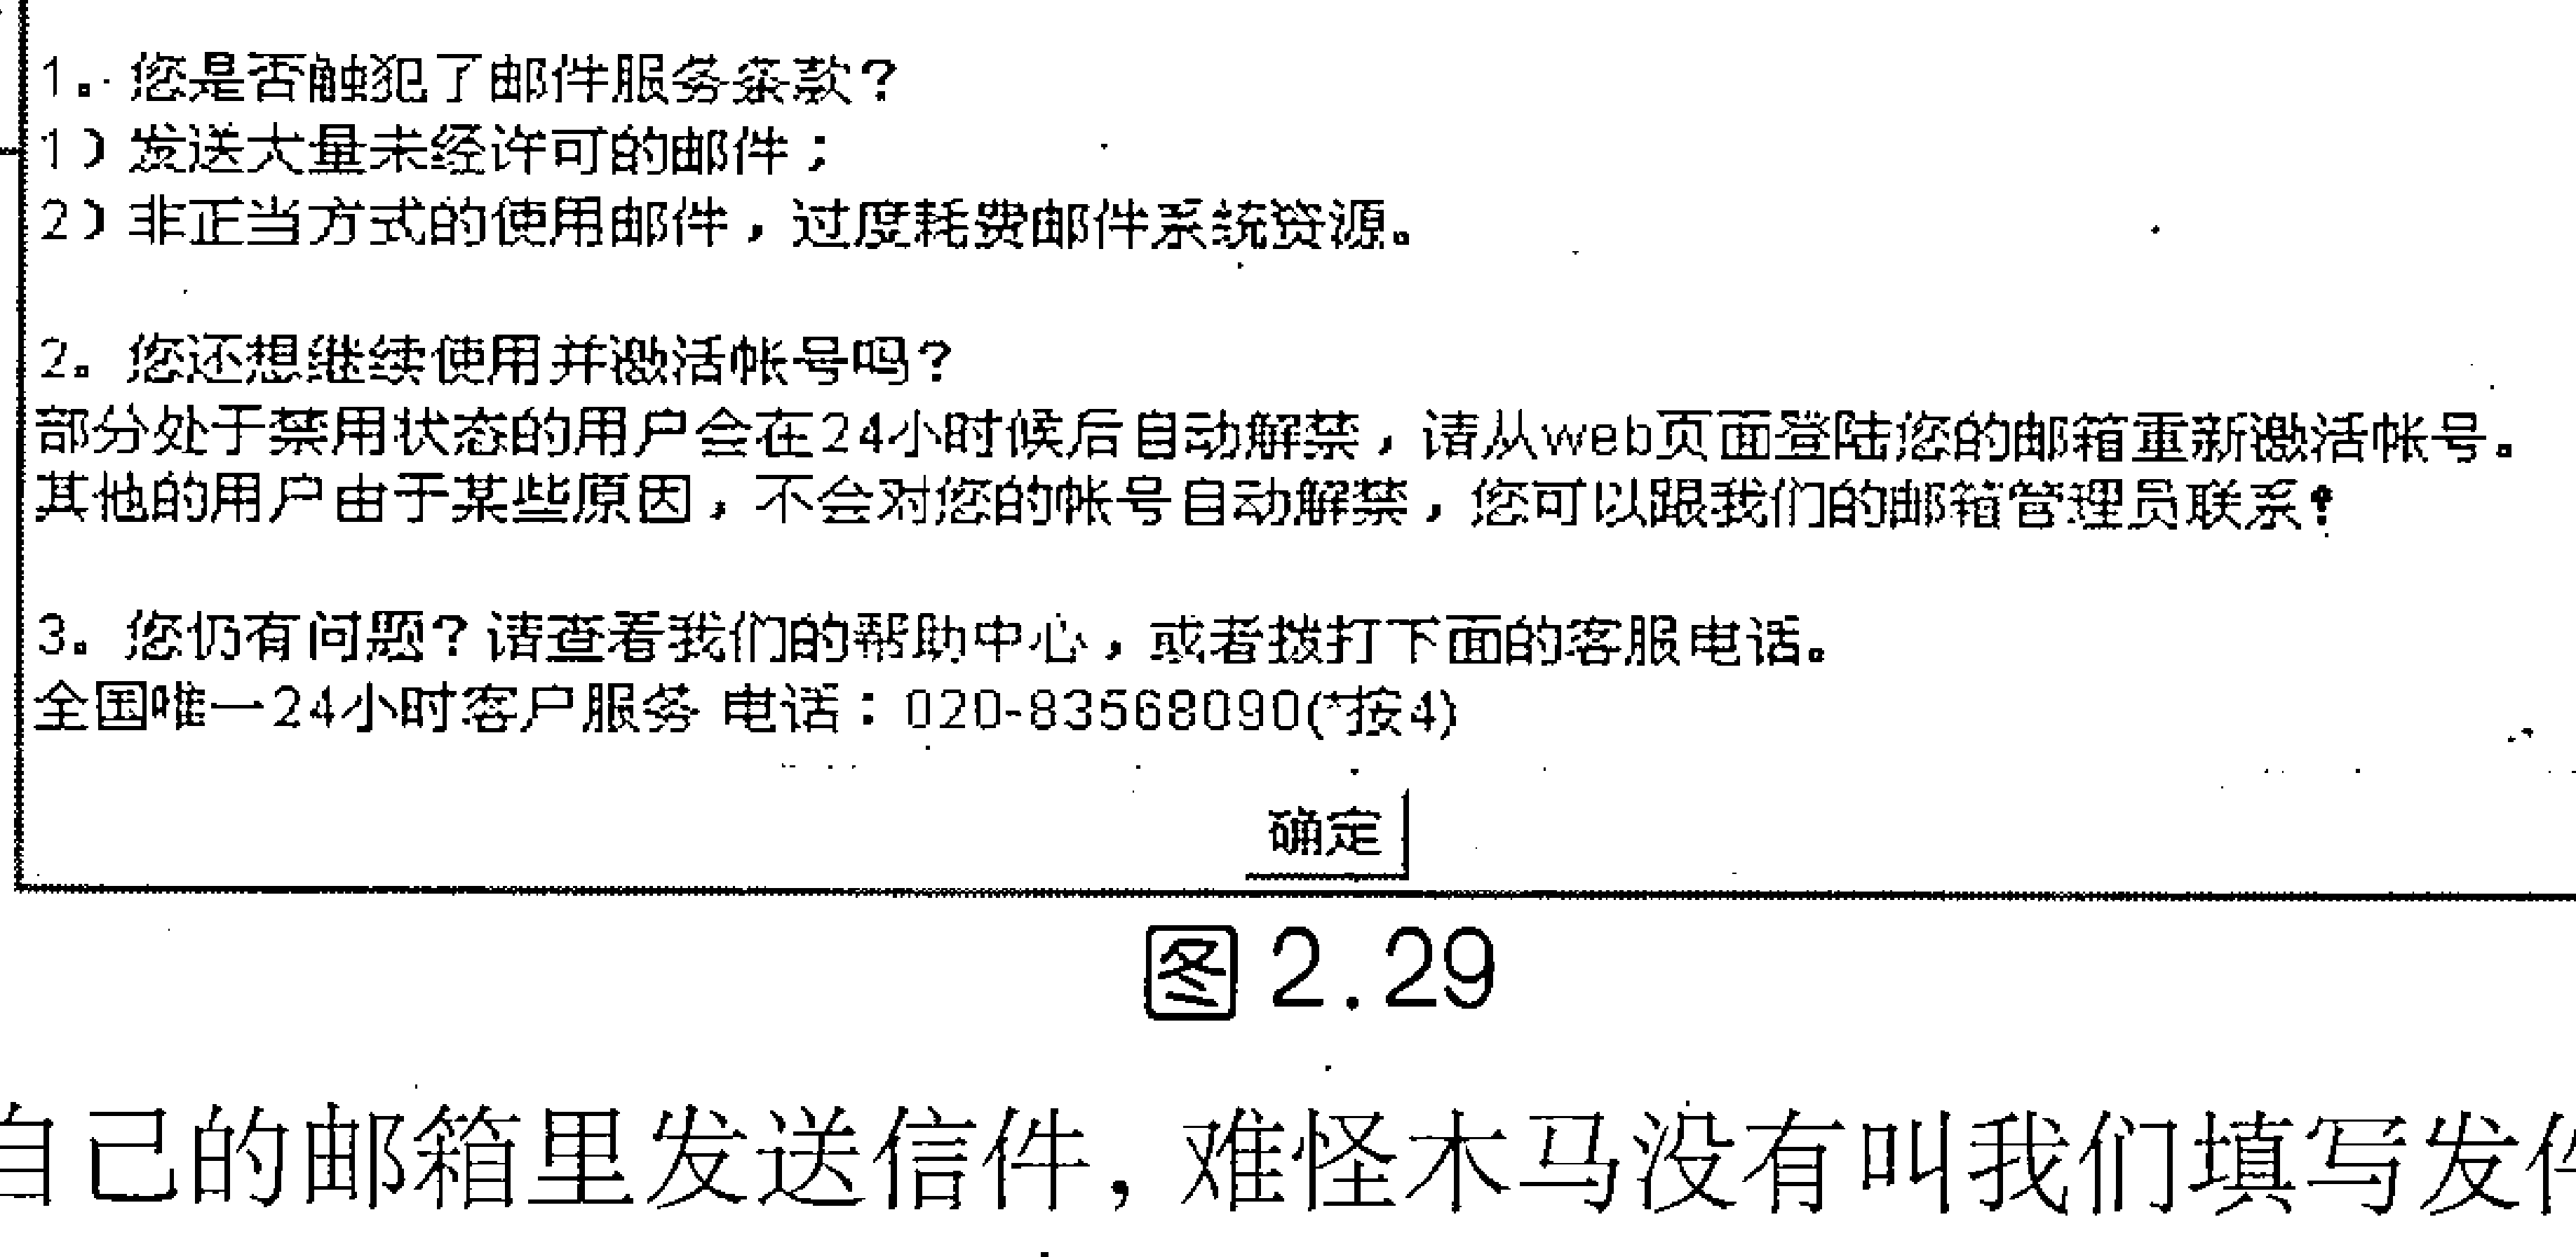 1。您是否触犯了邮件服务条款?
1)发送大量未经许可的邮件;
2)非正当方式的使用邮件,过度耗费邮件系统资源。
2。您还想继续使用并激活帐号吗?
部分处于禁用状态的用户会在24小时候后自动解禁,请从web页面登陆您的邮箱重新激活帐号。
其他的用户由于某些原因,不会对您的帐号自动解禁,您可以跟我们的邮箱管理员联系!
3。您仍有问题?请查看我们的帮助中心,或者拨打下面的客服电话。
全国唯一24小时客户服务 电话:020-83568090(*按4)
确定
图 2.29
自己的邮箱里发送信件,难怪木马没有叫我们填写发件